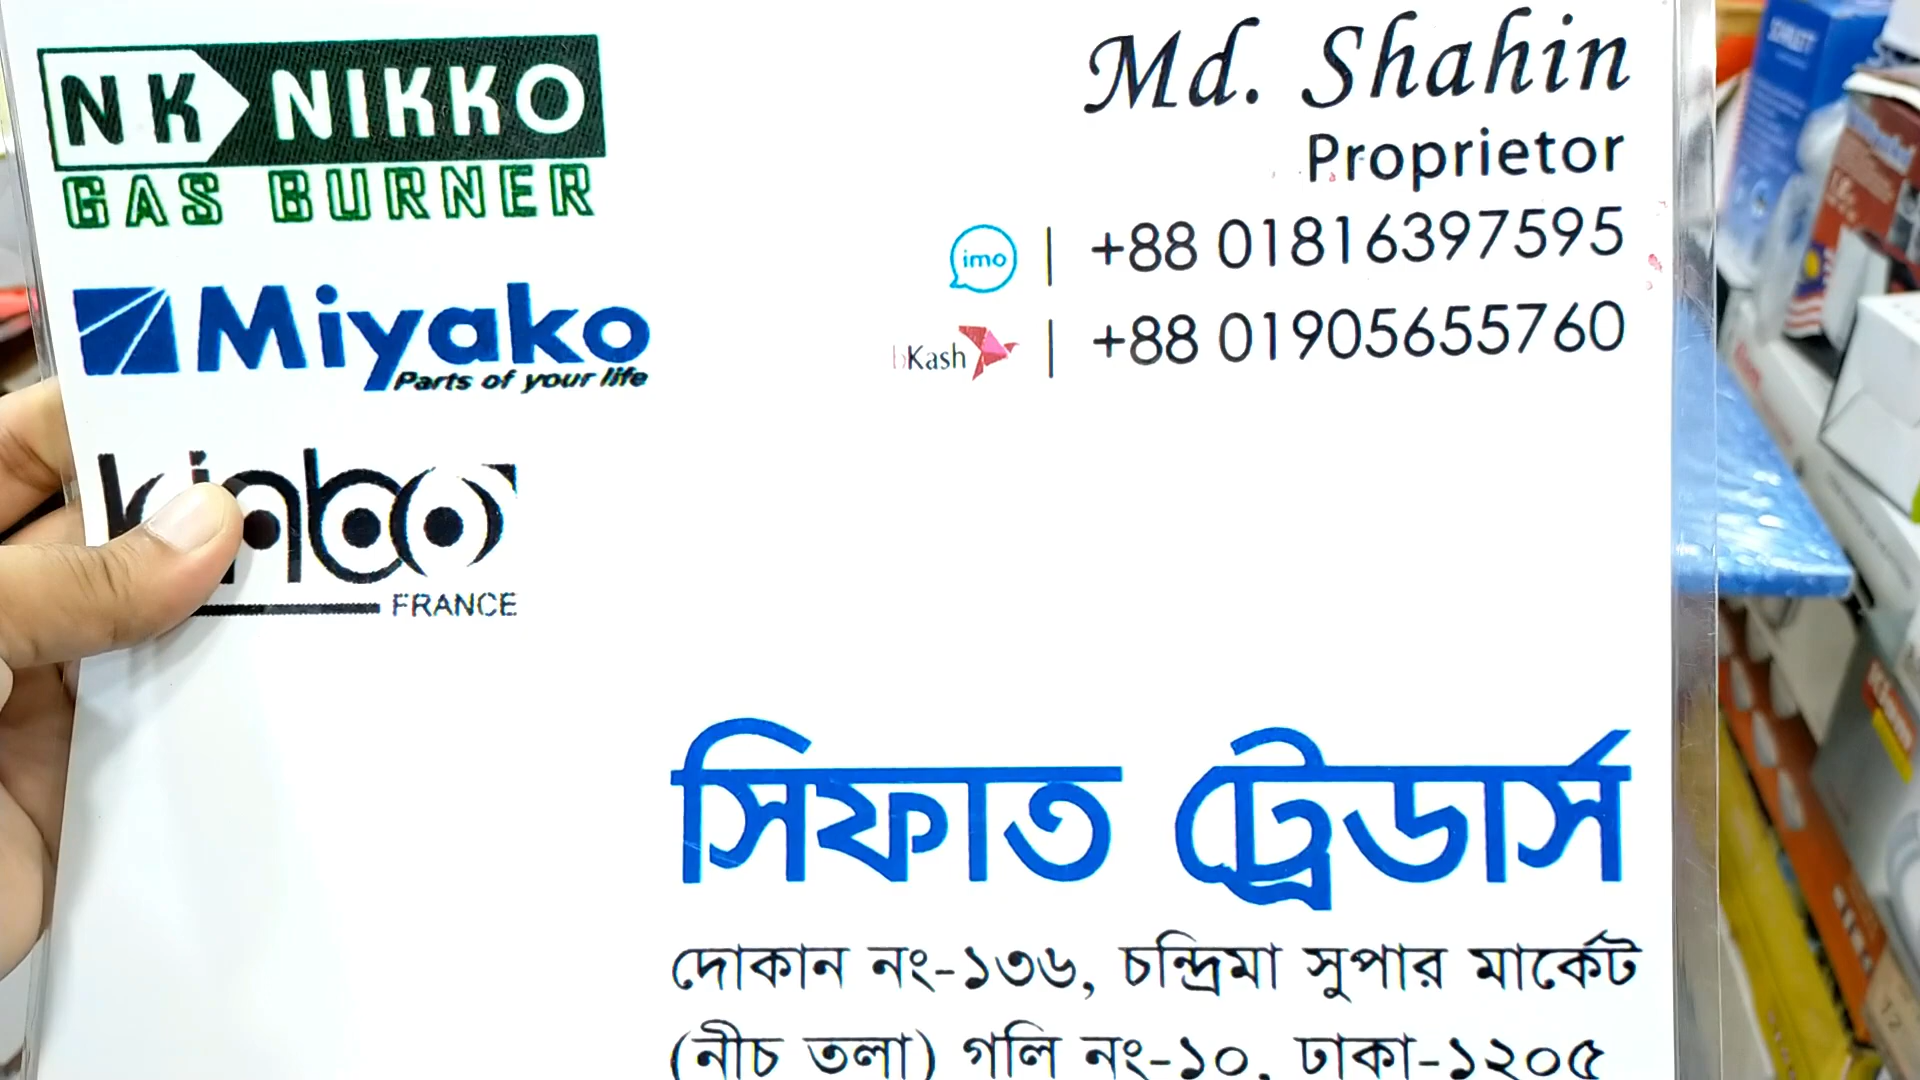 NK NIKKO
GAS BURNER
Miyako
Parts of your life
FRANCE
Md. Shahin
Proprietor
imo | +88 01816397595
bKash | +88 01905655760
সিফাত ট্রেডার্স
দোকান নং-১৩৬, চন্দ্রিমা সুপার মার্কেট
(নীচ তলা) গলি নং-১০, ঢাকা-১২০৫